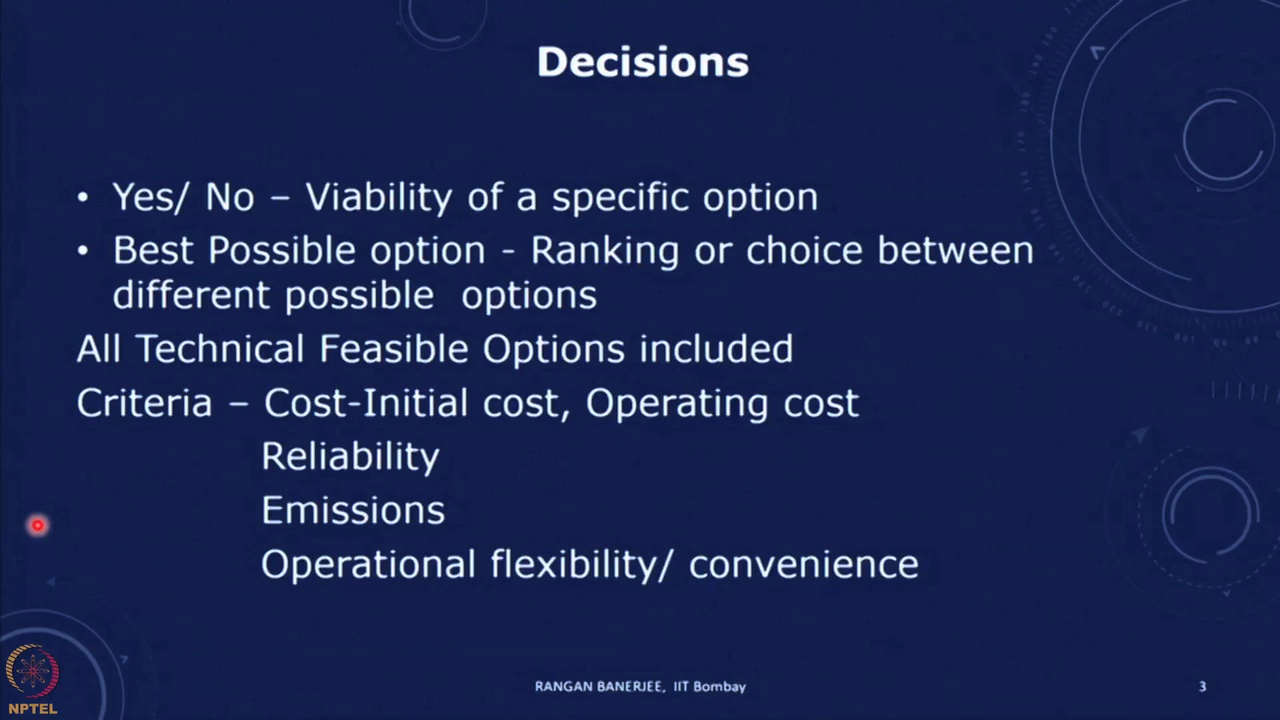 Decisions
• Yes/ No – Viability of a specific option
• Best Possible option - Ranking or choice between
different possible options
All Technical Feasible Options included
Criteria – Cost-Initial cost, Operating cost
Reliability
Emissions
Operational flexibility/ convenience
RANGAN BANERJEE, IIT Bombay
3
NPTEL